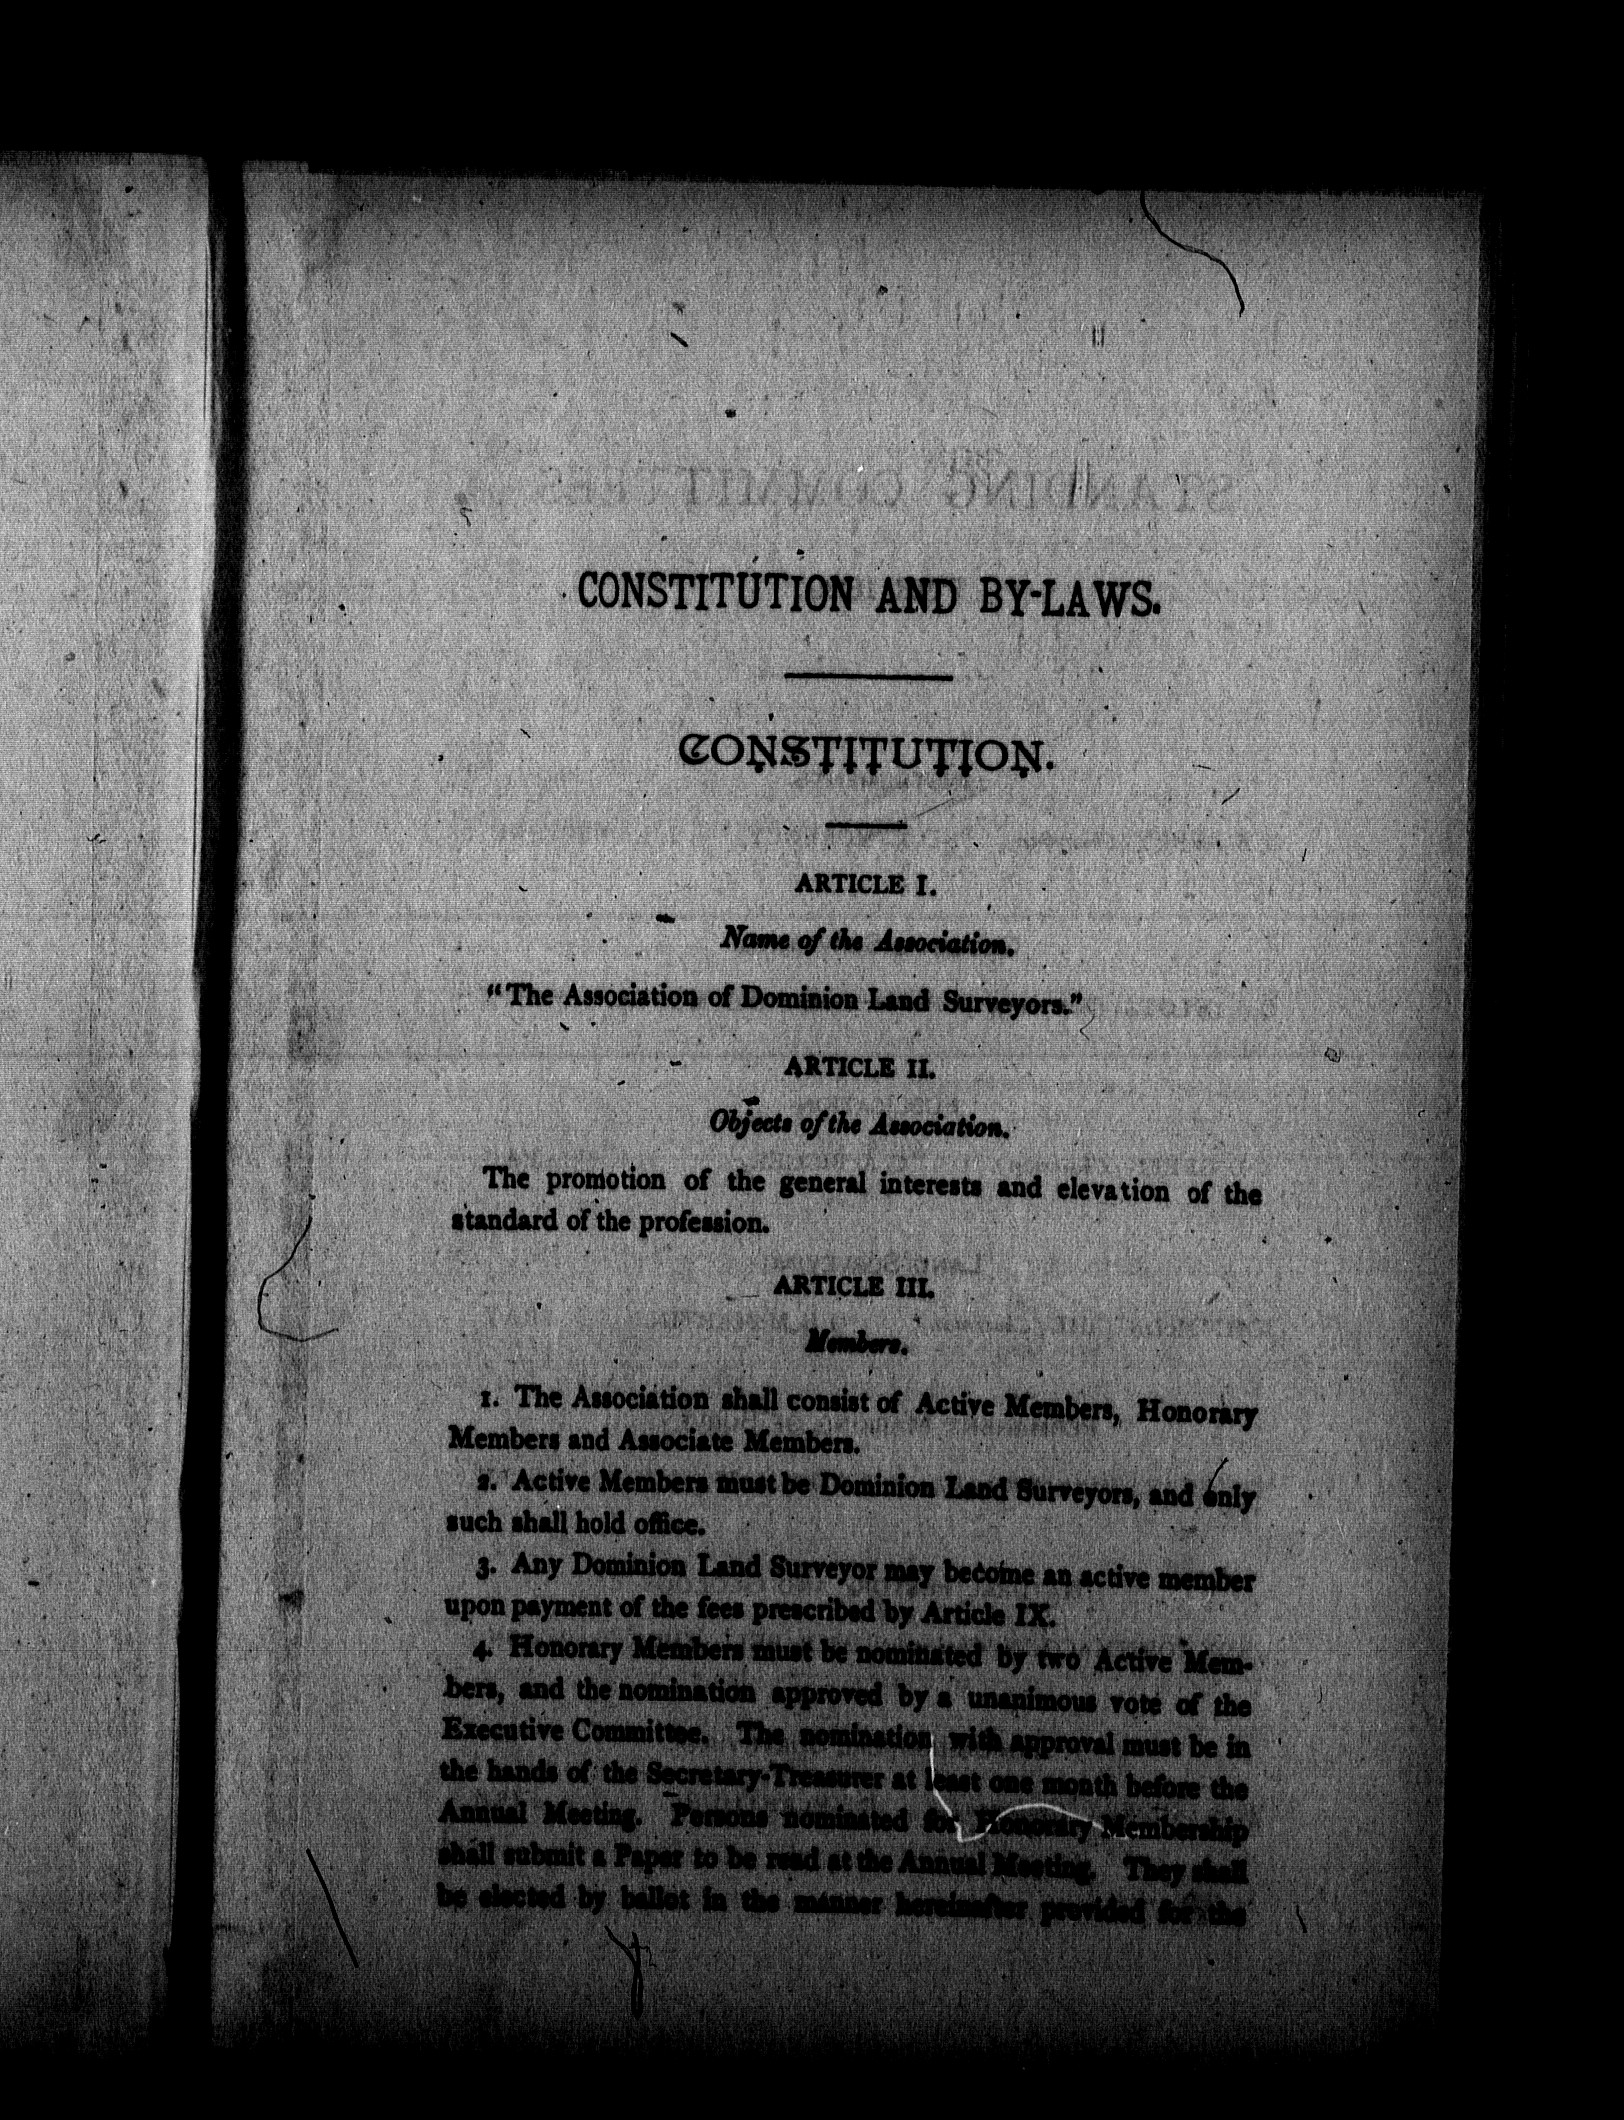 CONSTITUTION AND BY-LAWS.
CONSTITUTION.
ARTICLE I.
Name of the Association.
"The Association of Dominion Land Surveyors."
ARTICLE II.
Objects of the Association.
The promotion of the general interests and elevation of the
standard of the profession.
ARTICLE III.
Members.
1. The Association shall consist of Active Members, Honorary
Members and Associate Members.
2. Active Members must be Dominion Land Surveyors, and only
such shall hold office.
3. Any Dominion Land Surveyor may become an active member
upon payment of the fees prescribed by Article IX.
4. Honorary Members must be nominated by two Active Mem-
bers, and the nomination approved by a unanimous vote of the
Executive Committee. The nomination with approval must be in
the hands of the Secretary-Treasurer at least one month before the
Annual Meeting. Persons nominated for Honorary Membership
shall submit a Paper to be read at the Annual Meeting. They shall
be elected by ballot in the manner hereinafter provided for the